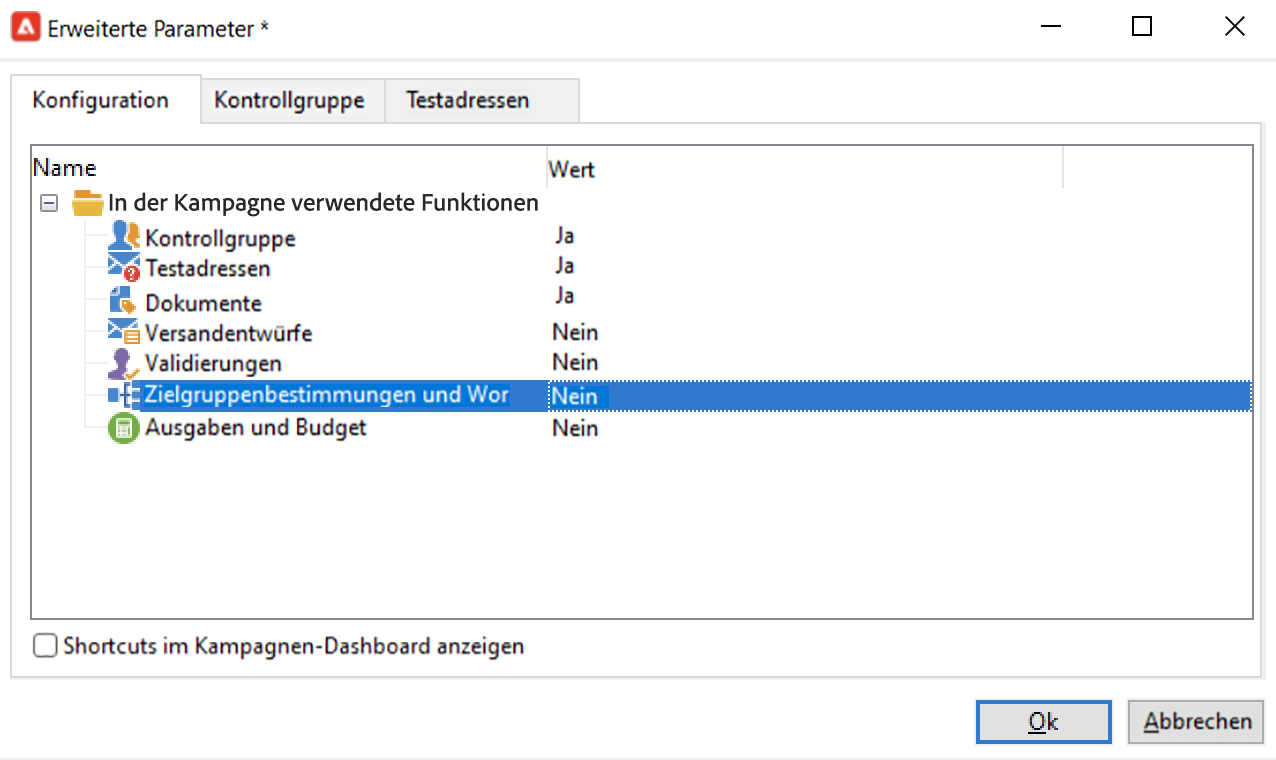 Erweiterte Parameter *
Konfiguration Kontrollgruppe Testadressen
Name Wert
In der Kampagne verwendete Funktionen
Kontrollgruppe Ja
Testadressen Ja
Dokumente Ja
Versandentwürfe Nein
Validierungen Nein
Zielgruppenbestimmungen und Wor Nein
Ausgaben und Budget Nein
Shortcuts im Kampagnen-Dashboard anzeigen
Ok Abbrechen